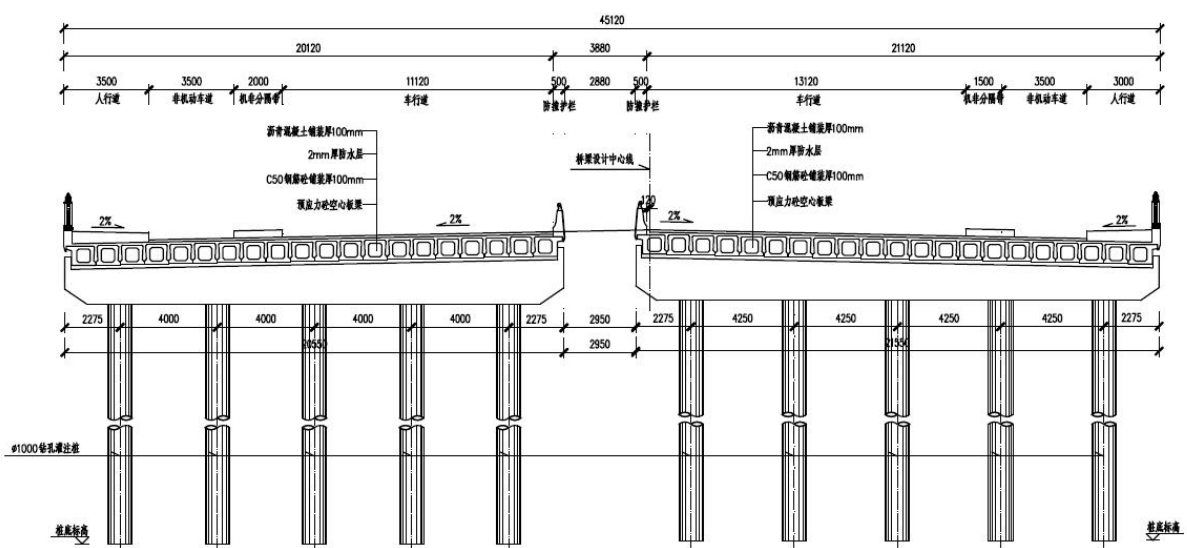 45120
20120 3880 21120
3500 3500 2000 11120 500 2880 500 13120 1500 3500 3000
人行道 非机动车道 机非分隔带 车行道 防撞护栏 防撞护栏 车行道 机非分隔带 非机动车道 人行道
沥青混凝土铺装厚100mm 沥青混凝土铺装厚100mm
2mm厚防水层 桥梁设计中心线 2mm厚防水层
C50钢筋砼铺装厚100mm C50钢筋砼铺装厚100mm
预应力砼空心板梁 120 预应力砼空心板梁
2% 2% 2% 2%
2275 4000 4000 4000 4000 2275 2950 2275 4250 4250 4250 4250 2275
20550 2950 21550
ø1000钻孔灌注桩
桩底标高 桩底标高